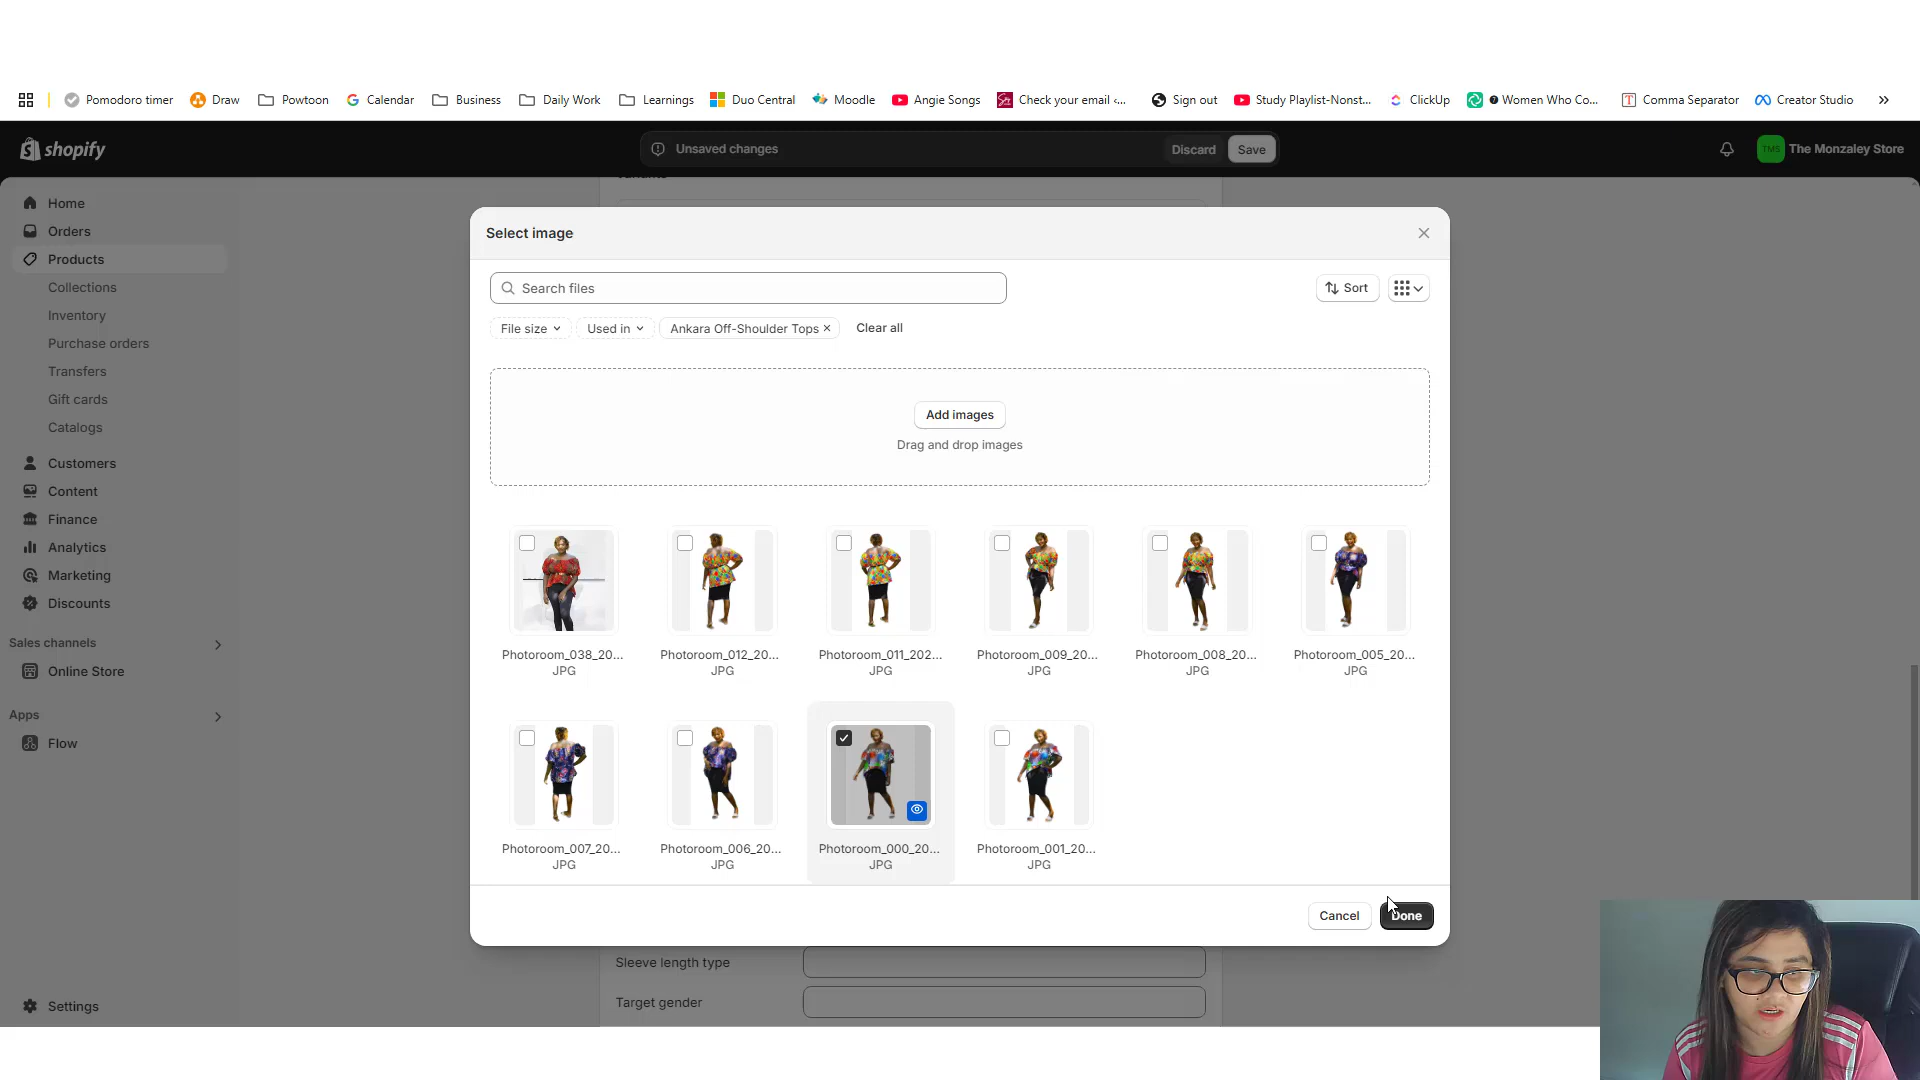 Pomodoro timer
Draw
Powtoon
Calendar
Business
Daily Work
Learnings
Duo Central
Moodle
Angie Songs
Check your email <...
Sign out
Study Playlist-Nonst...
ClickUp
Women Who Co...
Comma Separator
Creator Studio
»
shopify
Unsaved changes
Discard
Save
TMS
The Monzaley Store
Home
Orders
Products
Collections
Inventory
Purchase orders
Transfers
Gift cards
Catalogs
Customers
Content
Finance
Analytics
Marketing
Discounts
Sales channels
Online Store
Apps
Flow
Settings
Select image
Search files
Sort
File size
Used in
Ankara Off-Shoulder Tops ×
Clear all
Add images
Drag and drop images
Photoroom_038_20...
JPG
Photoroom_012_20...
JPG
Photoroom_011_202...
JPG
Photoroom_009_20...
JPG
Photoroom_008_20...
JPG
Photoroom_005_20...
JPG
Photoroom_007_20...
JPG
Photoroom_006_20...
JPG
Photoroom_000_20...
JPG
Photoroom_001_20...
JPG
Cancel
Done
Sleeve length type
Target gender